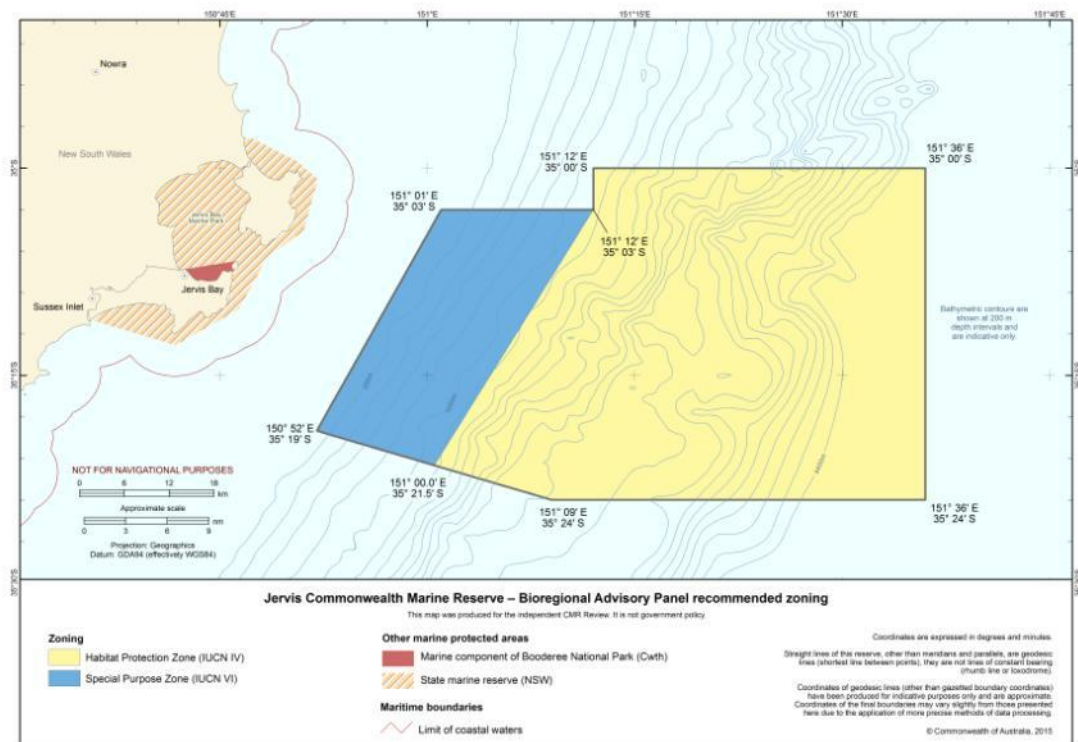 150°45'E
151°E
151°15'E
151°30'E
151°45'E
Nowra
New South Wales
Jervis Bay
Marine Park
Jervis Bay
Sussex Inlet
35°S
35°15'S
35°30'S
151° 12' E
35° 00' S
151° 36' E
35° 00' S
151° 01' E
35° 03' S
151° 12' E
35° 03' S
Bathymetric contours are
shown at 200 m
depth intervals and
are indicative only.
150° 52' E
35° 19' S
151° 00.0' E
35° 21.5' S
151° 09' E
35° 24' S
151° 36' E
35° 24' S
NOT FOR NAVIGATIONAL PURPOSES
0 6 12 18
km
Approximate scale
nm
0 3 6 9
Projection: Geographics
Datum: GDA94 (effectively WGS84)
Jervis Commonwealth Marine Reserve – Bioregional Advisory Panel recommended zoning
This map was produced for the independent CMR Review. It is not government policy.
Zoning
Habitat Protection Zone (IUCN IV)
Special Purpose Zone (IUCN VI)
Other marine protected areas
Marine component of Booderee National Park (Cwth)
State marine reserve (NSW)
Maritime boundaries
Limit of coastal waters
Coordinates are expressed in degrees and minutes.
Straight lines of this reserve, other than meridians and parallels, are geodesic
lines (shortest line between points), they are not lines of constant bearing
(rhumb line or loxodrome).
Coordinates of geodesic lines (other than gazetted boundary coordinates)
have been produced for indicative purposes only and are approximate.
Coordinates of the final boundaries may vary slightly from those presented
here due to the application of more precise methods of data processing.
© Commonwealth of Australia, 2015